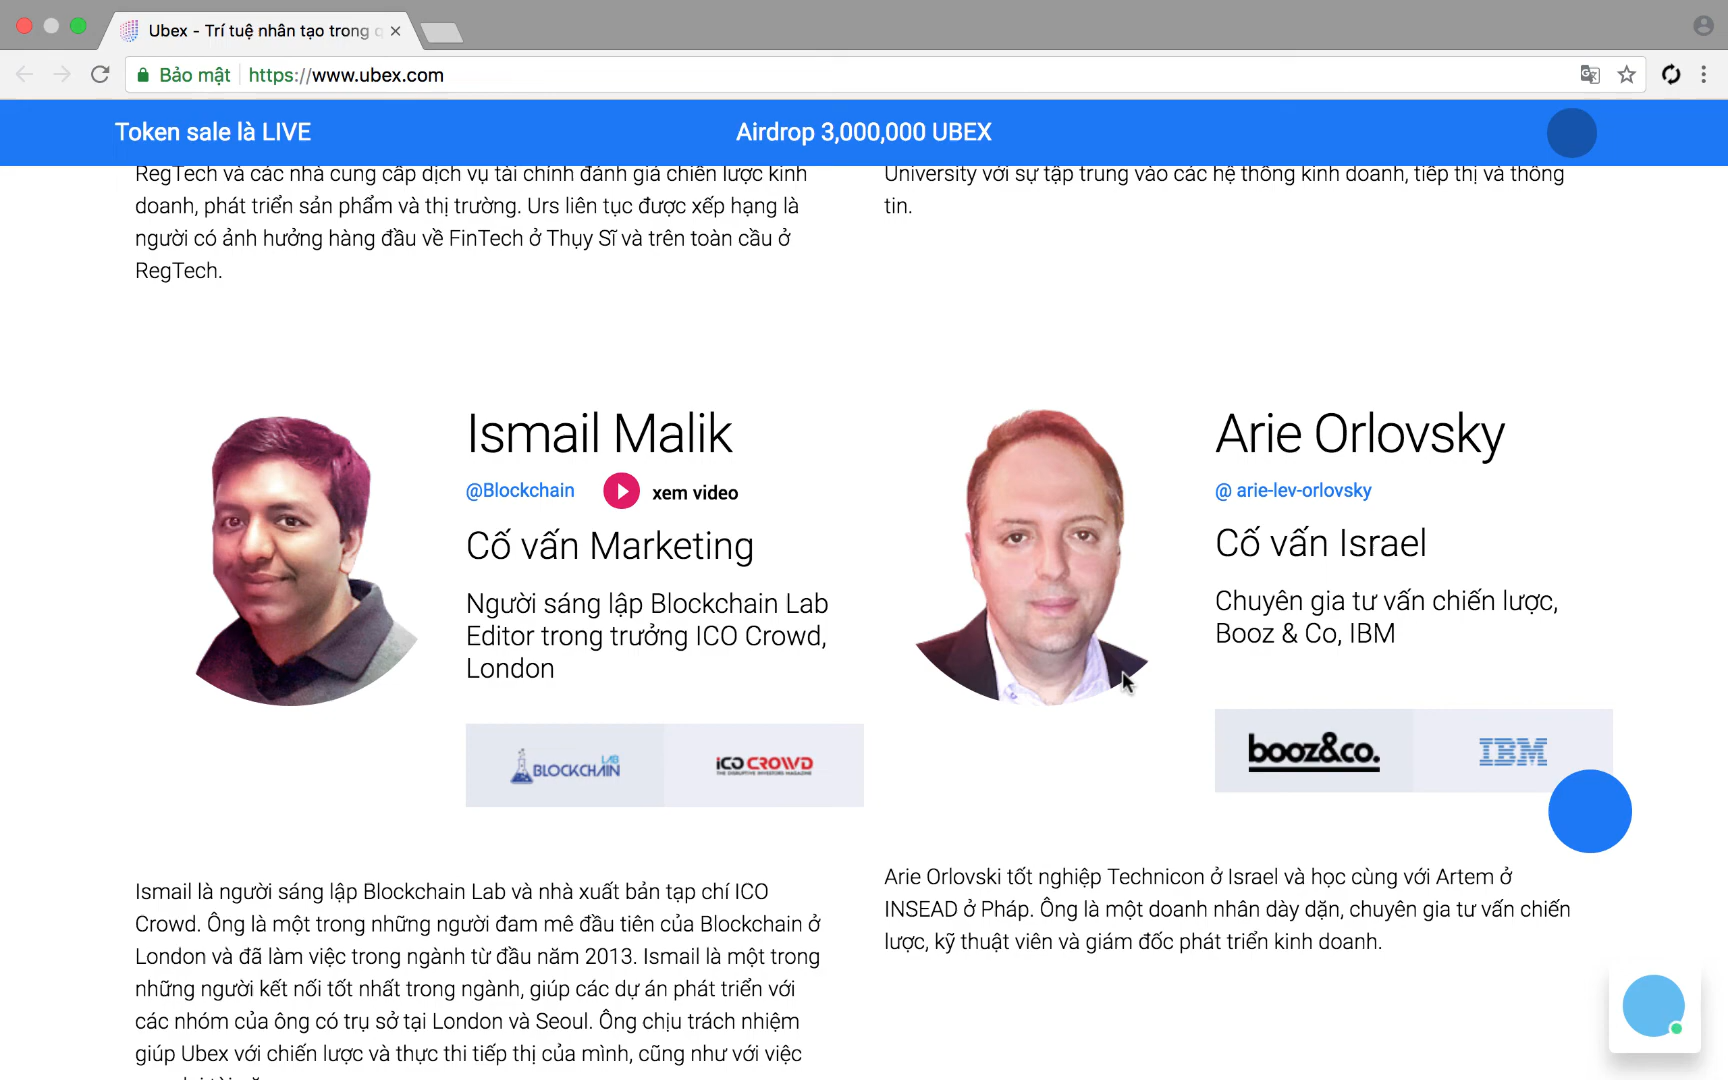 Ubex - Trí tuệ nhân tạo trong q
Bảo mật
https://www.ubex.com
Token sale là LIVE
Airdrop 3,000,000 UBEX
RegTech và các nhà cung cấp dịch vụ tài chính đánh giá chiến lược kinh
doanh, phát triển sản phẩm và thị trường. Urs liên tục được xếp hạng là
người có ảnh hưởng hàng đầu về FinTech ở Thụy Sĩ và trên toàn cầu ở
RegTech.
University với sự tập trung vào các hệ thống kinh doanh, tiếp thị và thông
tin.
Ismail Malik
@Blockchain
xem video
Cố vấn Marketing
Người sáng lập Blockchain Lab
Editor trong trưởng ICO Crowd,
London
BLOCKCHAIN LAB
ICO CROWD
THE DISRUPTIVE INVESTORS MAGAZINE
Ismail là người sáng lập Blockchain Lab và nhà xuất bản tạp chí ICO
Crowd. Ông là một trong những người đam mê đầu tiên của Blockchain ở
London và đã làm việc trong ngành từ đầu năm 2013. Ismail là một trong
những người kết nối tốt nhất trong ngành, giúp các dự án phát triển với
các nhóm của ông có trụ sở tại London và Seoul. Ông chịu trách nhiệm
giúp Ubex với chiến lược và thực thi tiếp thị của mình, cũng như với việc
Arie Orlovsky
@ arie-lev-orlovsky
Cố vấn Israel
Chuyên gia tư vấn chiến lược,
Booz & Co, IBM
booz&co.
IBM
Arie Orlovski tốt nghiệp Technicon ở Israel và học cùng với Artem ở
INSEAD ở Pháp. Ông là một doanh nhân dày dặn, chuyên gia tư vấn chiến
lược, kỹ thuật viên và giám đốc phát triển kinh doanh.